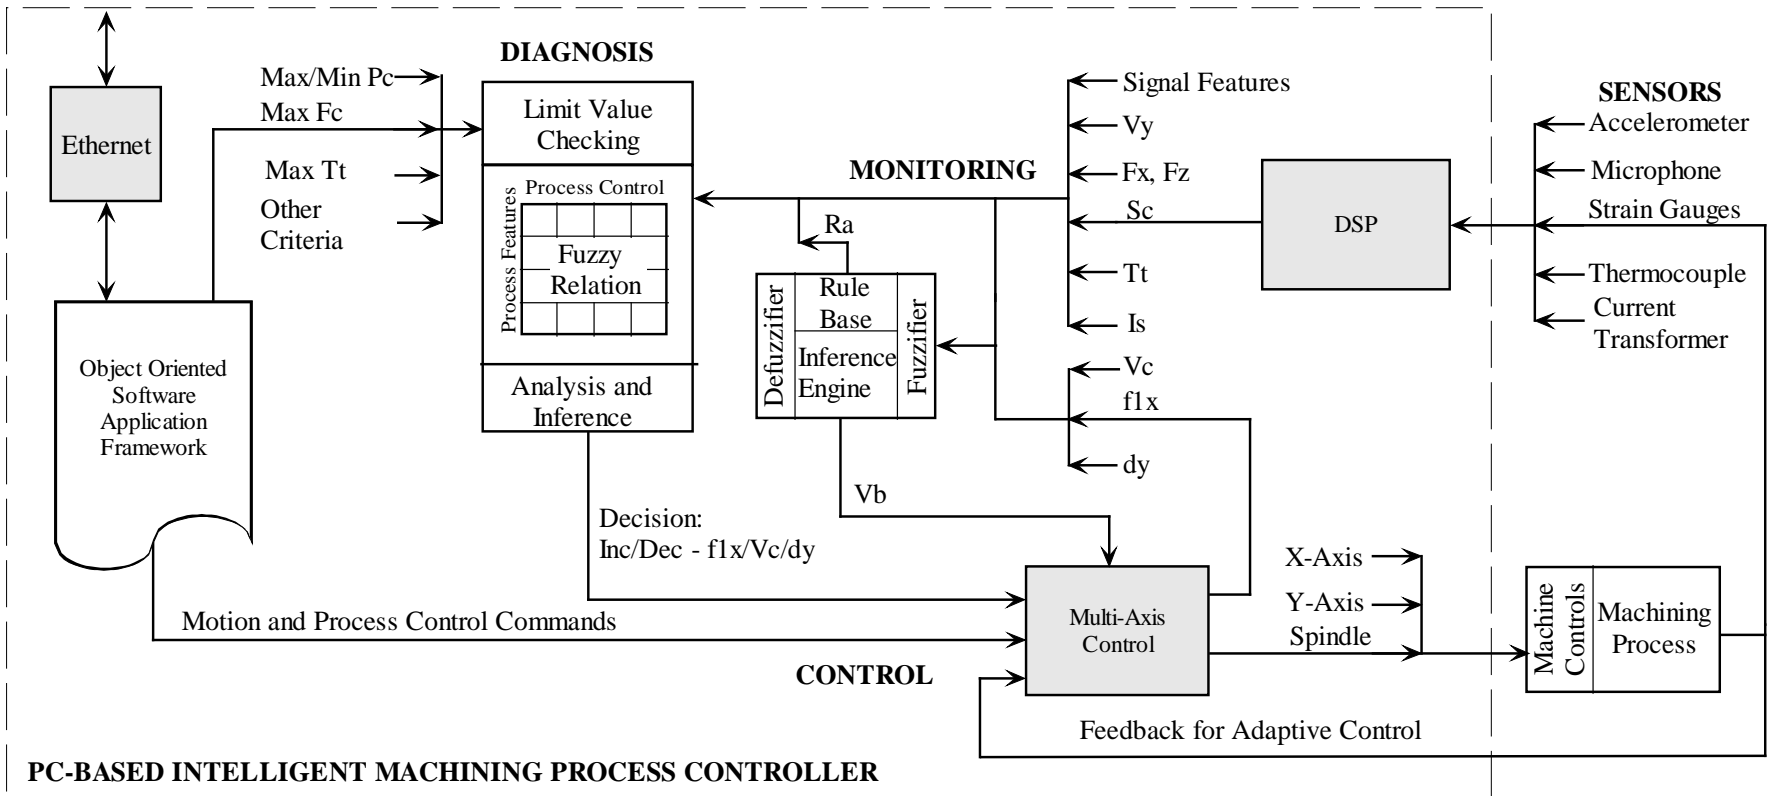 DIAGNOSIS
Max/Min Pc
Max Fc
Max Tt
Other
Criteria
Ethernet
Object Oriented
Software
Application
Framework
Limit Value
Checking
Process Control
Process Features
Fuzzy
Relation
Analysis and
Inference
MONITORING
Ra
Defuzzifier
Rule
Base
Inference
Engine
Fuzzifier
Signal Features
Vy
Fx, Fz
Sc
Tt
Is
Vc
f1x
dy
DSP
SENSORS
Accelerometer
Microphone
Strain Gauges
Thermocouple
Current
Transformer
Vb
Decision:
Inc/Dec - f1x/Vc/dy
Motion and Process Control Commands
CONTROL
Multi-Axis
Control
X-Axis
Y-Axis
Spindle
Machine
Controls
Machining
Process
Feedback for Adaptive Control
PC-BASED INTELLIGENT MACHINING PROCESS CONTROLLER